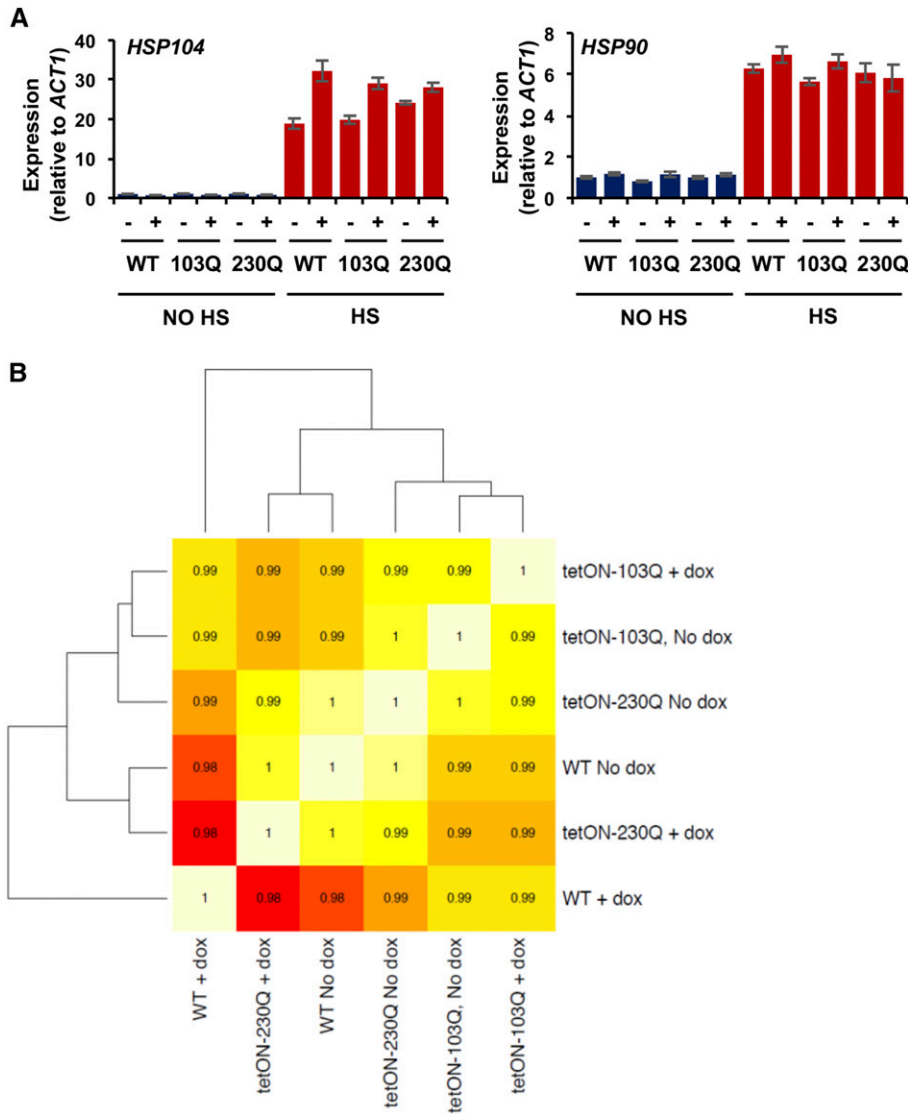 A
HSP104
Expression
(relative to ACT1)
40
30
20
10
0
- + - + - + - + - + - +
WT 103Q 230Q WT 103Q 230Q
NO HS HS
HSP90
Expression
(relative to ACT1)
8
6
4
2
0
- + - + - + - + - + - +
WT 103Q 230Q WT 103Q 230Q
NO HS HS
B
0.99 0.99 0.99 0.99 0.99 1 tetON-103Q + dox
0.99 0.99 0.99 1 1 0.99 tetON-103Q, No dox
0.99 0.99 1 1 1 0.99 tetON-230Q No dox
0.98 1 1 1 0.99 0.99 WT No dox
0.98 1 1 0.99 0.99 0.99 tetON-230Q + dox
1 0.98 0.98 0.99 0.99 0.99 WT + dox
WT + dox
tetON-230Q + dox
WT No dox
tetON-230Q No dox
tetON-103Q, No dox
tetON-103Q + dox